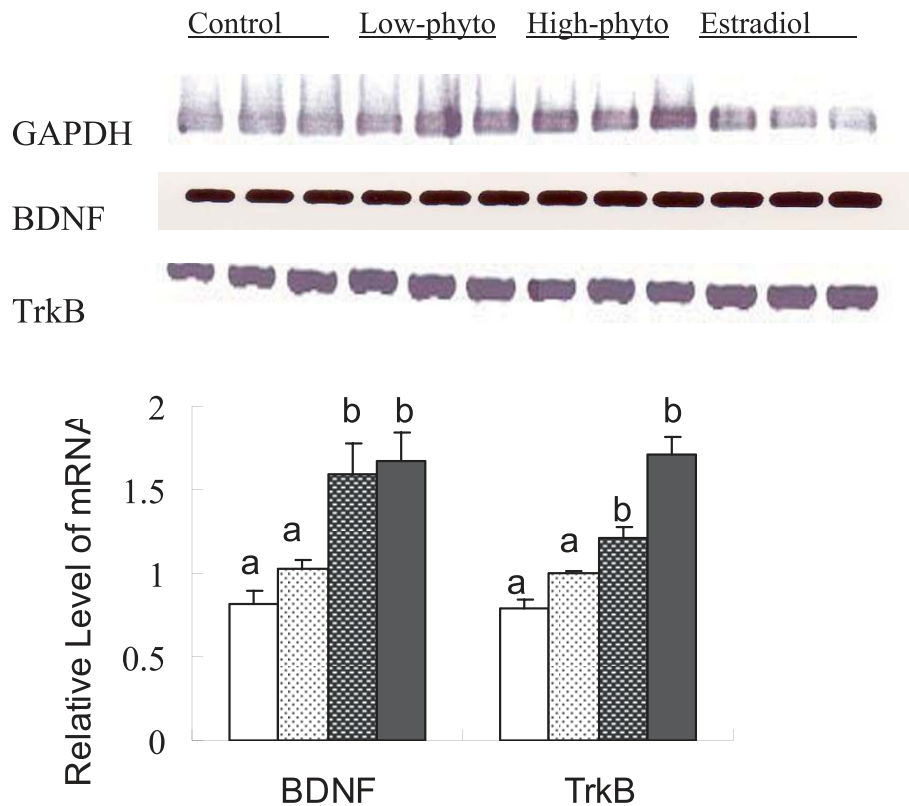 Control Low-phyto High-phyto Estradiol
GAPDH
BDNF
TrkB
Relative Level of mRNA
2
1.5
1
0.5
0
a a b b
a a b b
BDNF TrkB